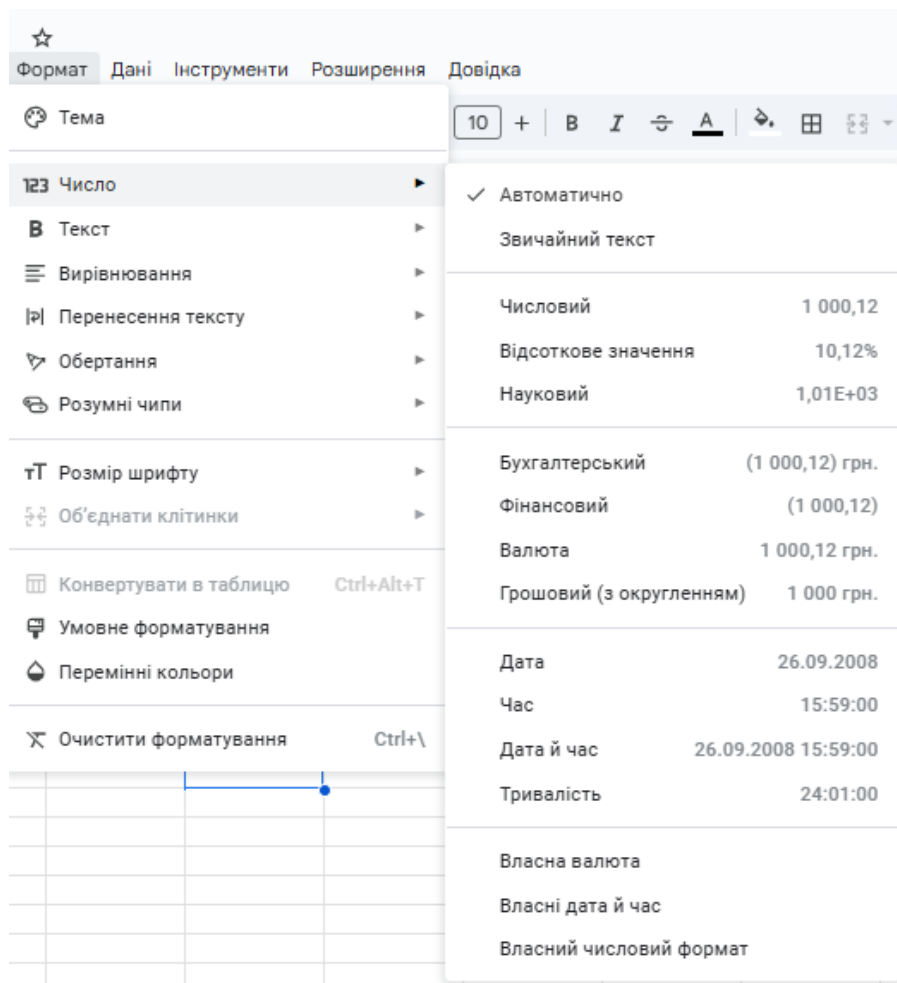 Формат Дані Інструменти Розширення Довідка
Тема
10 + B I A
123 Число
B Текст
Вирівнювання
Перенесення тексту
Обертання
Розумні чипи
тТ Розмір шрифту
Об'єднати клітинки
Конвертувати в таблицю Ctrl+Alt+T
Умовне форматування
Перемінні кольори
Очистити форматування Ctrl+\
Автоматично
Звичайний текст
Числовий 1 000,12
Відсоткове значення 10,12%
Науковий 1,01E+03
Бухгалтерський (1 000,12) грн.
Фінансовий (1 000,12)
Валюта 1 000,12 грн.
Грошовий (з округленням) 1 000 грн.
Дата 26.09.2008
Час 15:59:00
Дата й час 26.09.2008 15:59:00
Тривалість 24:01:00
Власна валюта
Власні дата й час
Власний числовий формат